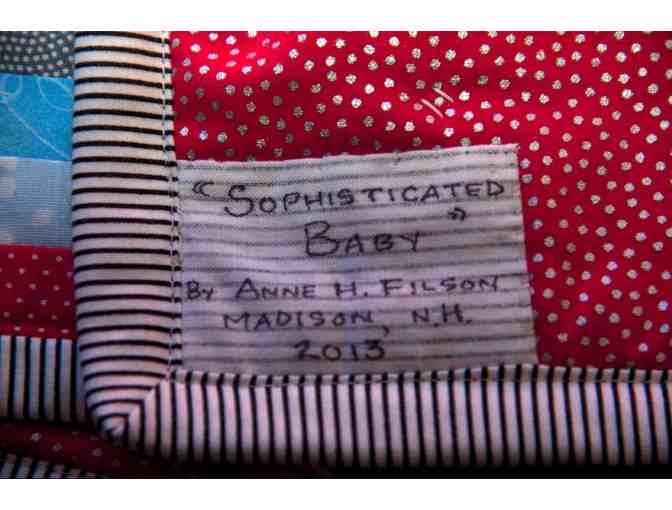 "SOPHISTICATED
BABY"
BY ANNE H. FILSON
MADISON, N.H.
2013